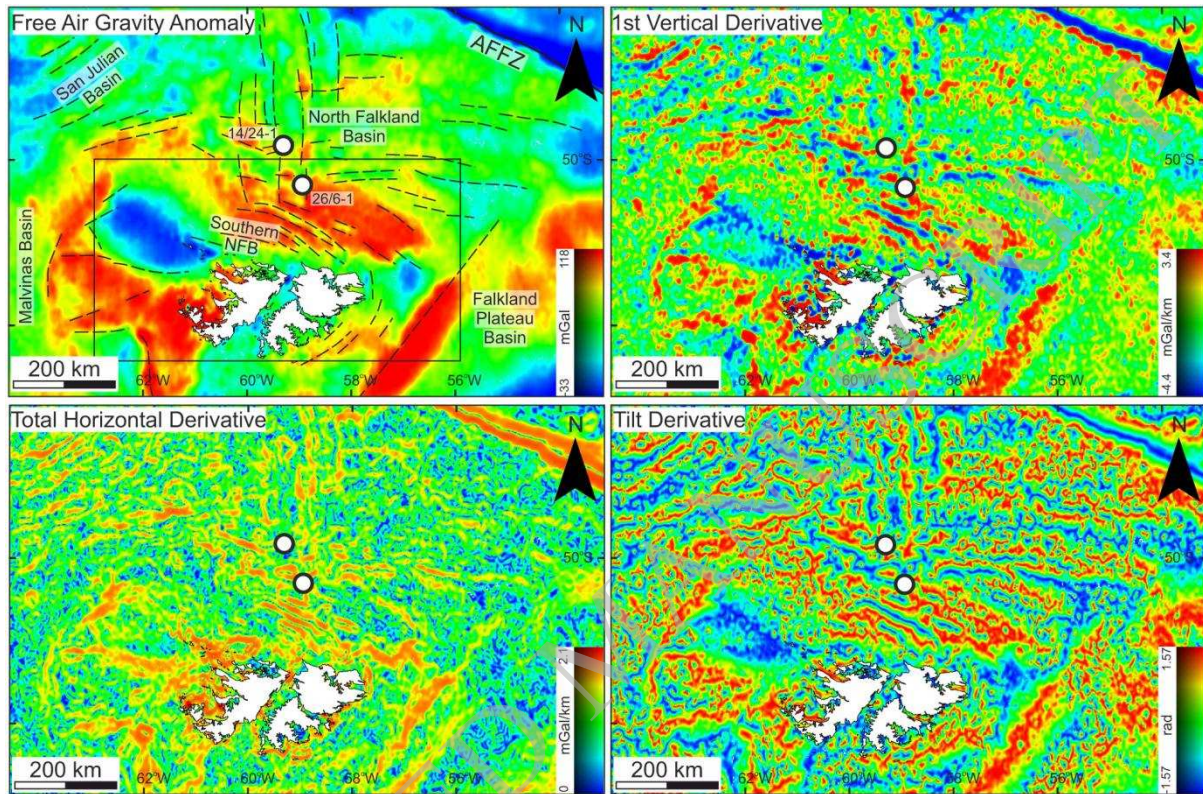 Free Air Gravity Anomaly
N
AFFZ
San Julian
Basin
North Falkland
Basin
14/24-1
50°S
26/6-1
Southern
NFB
Malvinas Basin
Falkland
Plateau
Basin
118
mGal
-33
200 km
62°W
60°W
58°W
56°W
1st Vertical Derivative
N
50°S
3.4
mGal/km
-4.4
200 km
62°W
60°W
58°W
56°W
Total Horizontal Derivative
N
50°S
2.1
mGal/km
0
200 km
62°W
60°W
58°W
56°W
Tilt Derivative
N
50°S
1.57
rad
-1.57
200 km
62°W
60°W
58°W
56°W